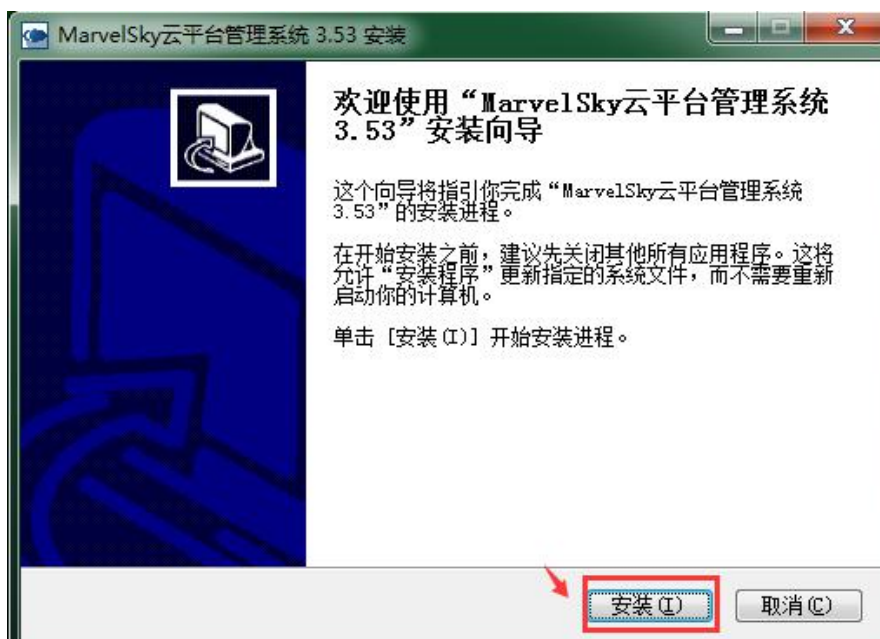 MarvelSky云平台管理系统 3.53 安装
欢迎使用“MarvelSky云平台管理系统
3.53”安装向导
这个向导将指引你完成“MarvelSky云平台管理系统
3.53”的安装进程。
在开始安装之前，建议先关闭其他所有应用程序。这将
允许“安装程序”更新指定的系统文件，而不需要重新
启动你的计算机。
单击 [安装(I)] 开始安装进程。
安装(I)
取消(C)